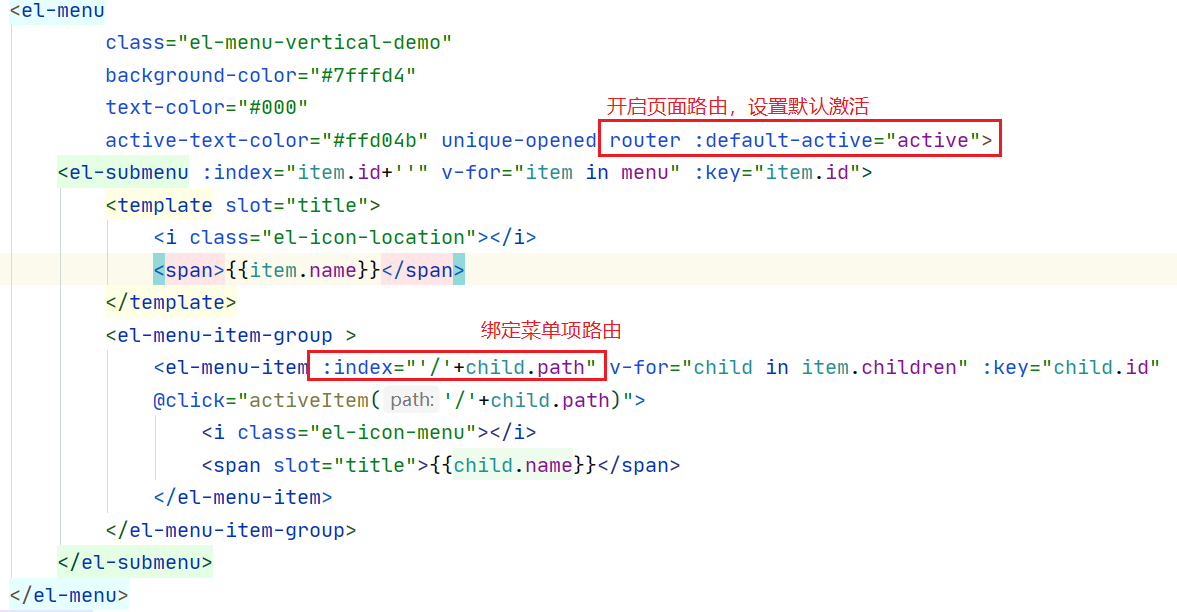 <el-menu
class="el-menu-vertical-demo"
background-color="#7fffd4"
text-color="#000"
开启页面路由，设置默认激活
active-text-color="#ffd04b" unique-opened router :default-active="active">
<el-submenu :index="item.id+''" v-for="item in menu" :key="item.id">
<template slot="title">
<i class="el-icon-location"></i>
<span>{{item.name}}</span>
</template>
<el-menu-item-group >
绑定菜单项路由
<el-menu-item :index="'/'+child.path" v-for="child in item.children" :key="child.id"
@click="activeItem( path: '/'+child.path)">
<i class="el-icon-menu"></i>
<span slot="title">{{child.name}}</span>
</el-menu-item>
</el-menu-item-group>
</el-submenu>
</el-menu>